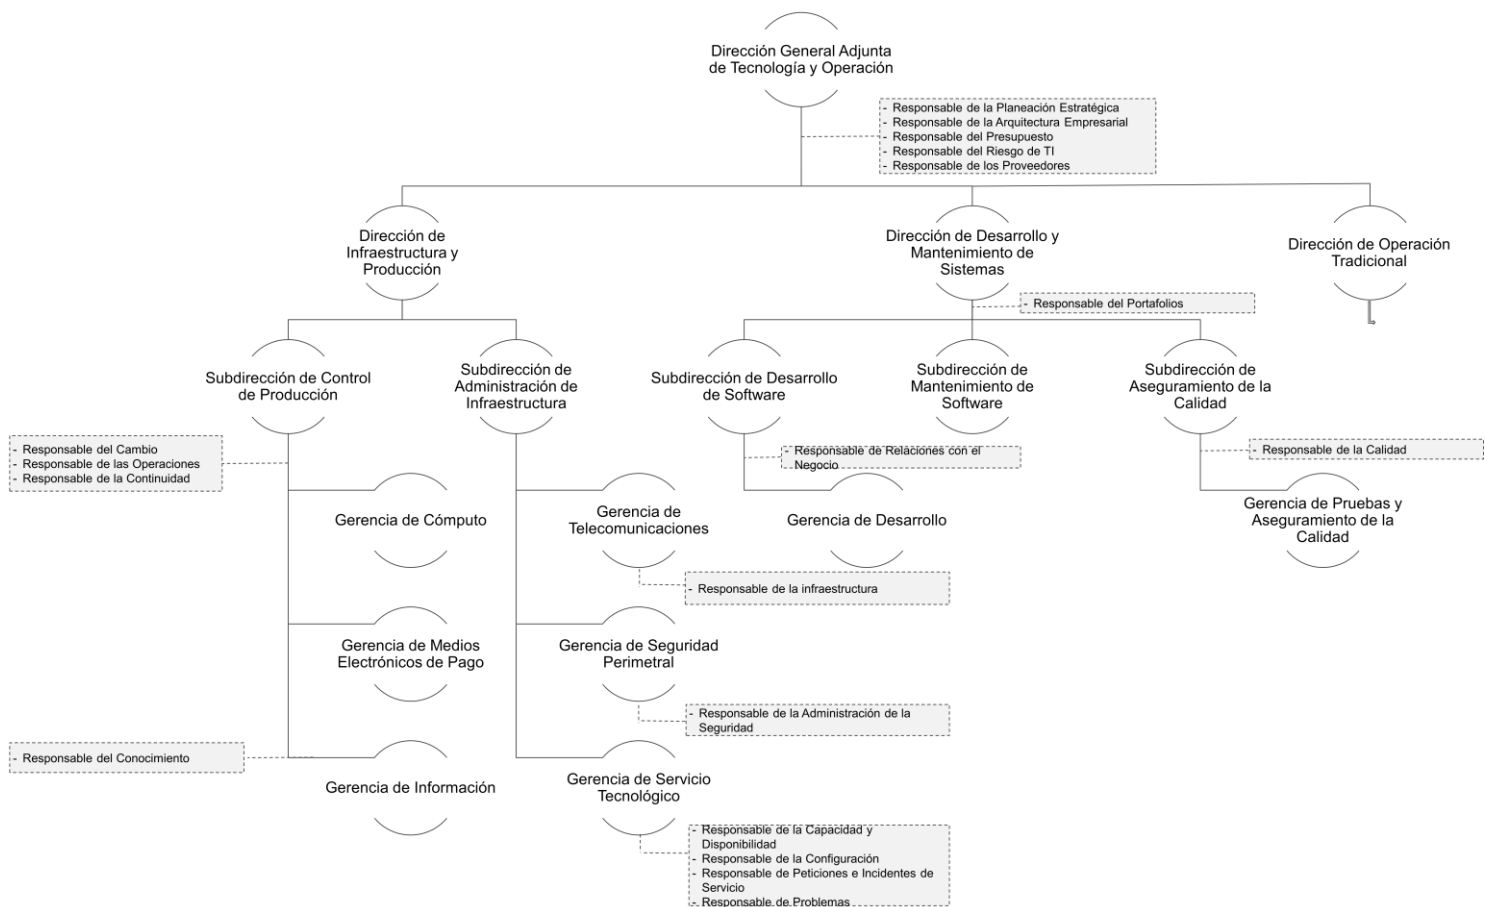 Dirección General Adjunta
de Tecnología y Operación
- Responsable de la Planeación Estratégica
- Responsable de la Arquitectura Empresarial
- Responsable del Presupuesto
- Responsable del Riesgo de TI
- Responsable de los Proveedores
Dirección de
Infraestructura y
Producción
Dirección de Desarrollo y
Mantenimiento de
Sistemas
Dirección de Operación
Tradicional
- Responsable del Portafolios
Subdirección de Control
de Producción
Subdirección de
Administración de
Infraestructura
Subdirección de Desarrollo
de Software
Subdirección de
Mantenimiento de
Software
Subdirección de
Aseguramiento de la
Calidad
- Responsable del Cambio
- Responsable de las Operaciones
- Responsable de la Continuidad
- Responsable de Relaciones con el
Negocio
- Responsable de la Calidad
Gerencia de Cómputo
Gerencia de
Telecomunicaciones
Gerencia de Desarrollo
Gerencia de Pruebas y
Aseguramiento de la
Calidad
- Responsable de la infraestructura
Gerencia de Medios
Electrónicos de Pago
Gerencia de Seguridad
Perimetral
- Responsable de la Administración de la
Seguridad
- Responsable del Conocimiento
Gerencia de Información
Gerencia de Servicio
Tecnológico
- Responsable de la Capacidad y
Disponibilidad
- Responsable de la Configuración
- Responsable de Peticiones e Incidentes de
Servicio
- Responsable de Problemas